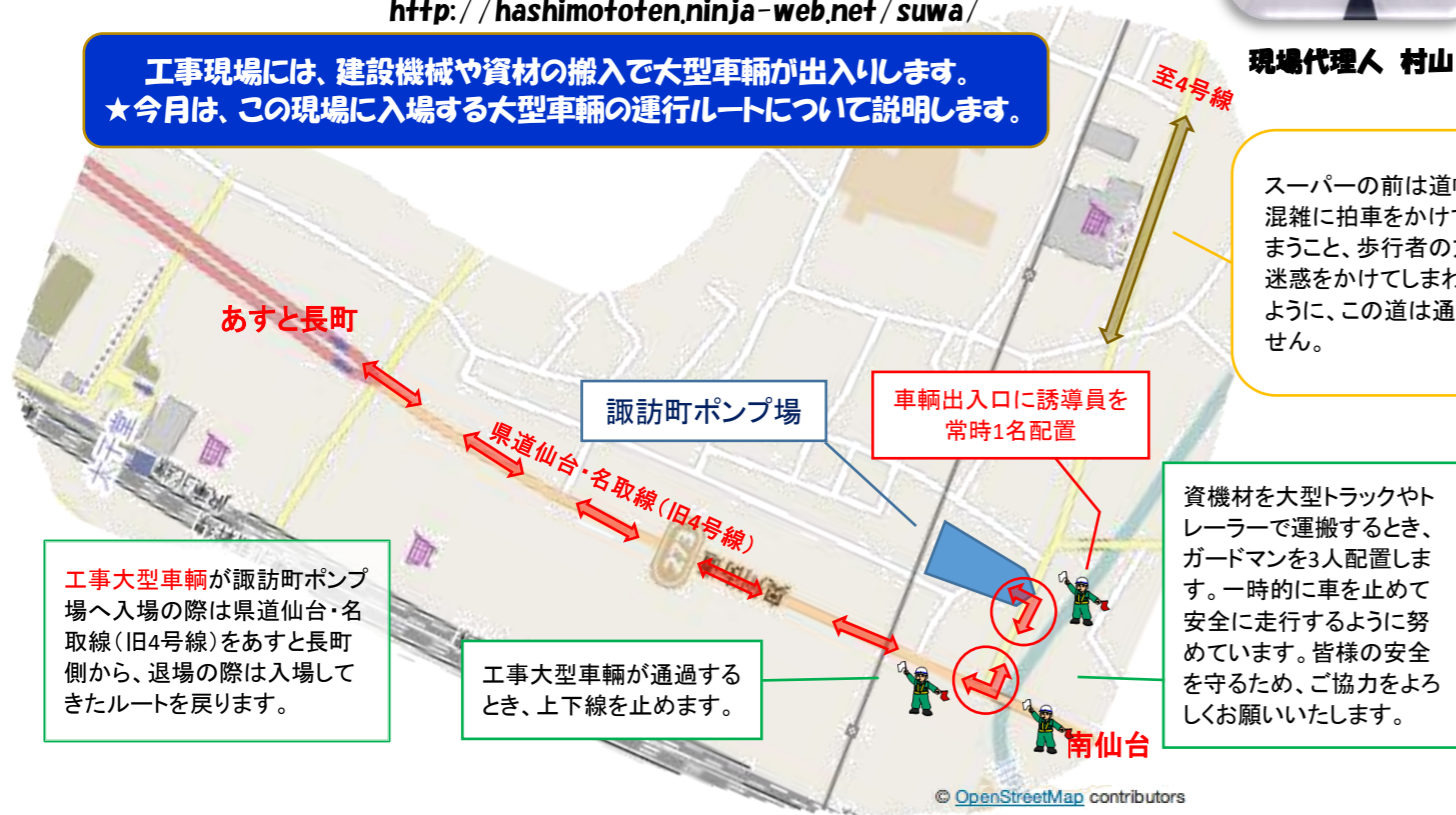 http://hashimototen.ninja-web.net/suwa/
現場代理人 村山
工事現場には、建設機械や資材の搬入で大型車輛が出入りします。
★今月は、この現場に入場する大型車輛の運行ルートについて説明します。
至4号線
スーパーの前は道
混雑に拍車をかけ
まうこと、歩行者の
迷惑をかけてしまわ
ように、この道は通
せん。
あすと長町
諏訪町ポンプ場
車輌出入口に誘導員を
常時1名配置
県道仙台・名取線(旧4号線)
太子堂
273
資機材を大型トラックやト
レーラーで運搬するとき、
ガードマンを3人配置しま
す。一時的に車を止めて
安全に走行するように努
めています。皆様の安全
を守るため、ご協力をよろ
しくお願いいたします。
工事大型車輌が諏訪町ポンプ
場へ入場の際は県道仙台・名
取線(旧4号線)をあすと長町
側から、退場の際は入場して
きたルートを戻ります。
工事大型車輌が通過する
とき、上下線を止めます。
南仙台
© OpenStreetMap contributors